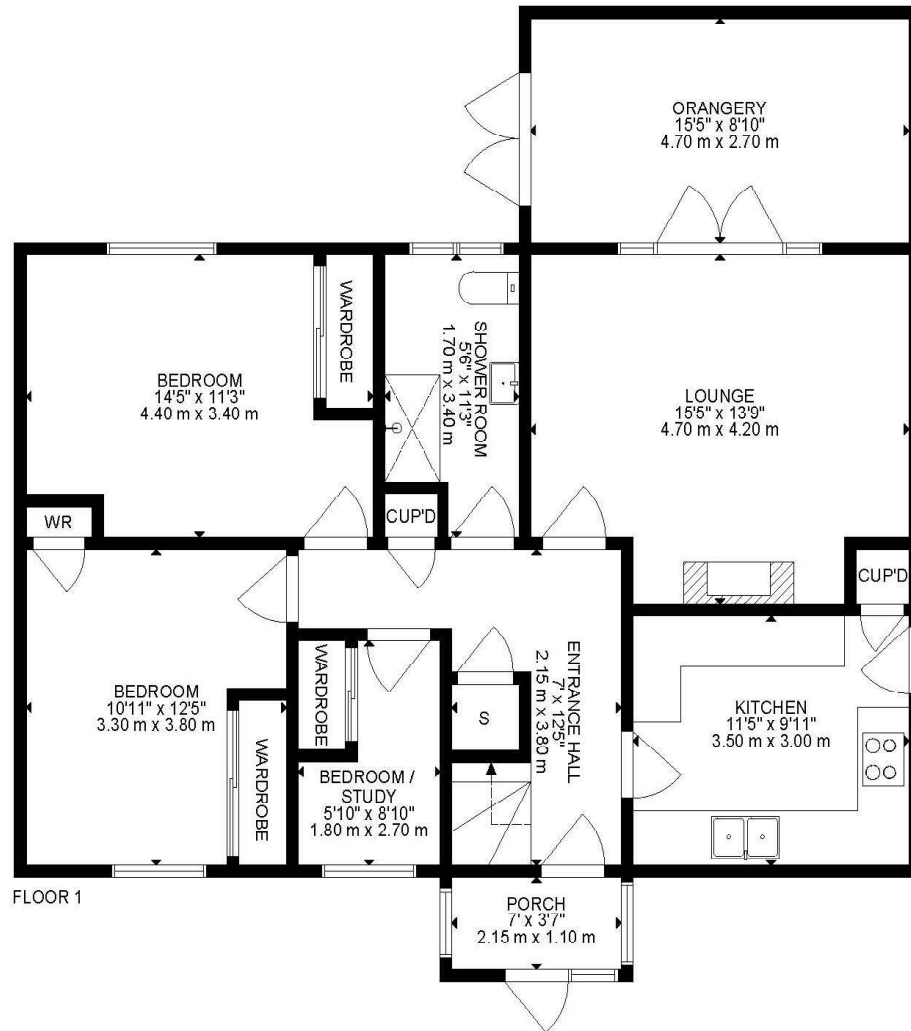 ORANGERY
15'5" x 8'10"
4.70 m x 2.70 m
WARDROBE
BEDROOM
14'5" x 11'3"
4.40 m x 3.40 m
SHOWER ROOM
5'6" x 11'3"
1.70 m x 3.40 m
LOUNGE
15'5" x 13'9"
4.70 m x 4.20 m
WR
CUP'D
CUP'D
BEDROOM
10'11" x 12'5"
3.30 m x 3.80 m
WARDROBE
WARDROBE
BEDROOM /
STUDY
5'10" x 8'10"
1.80 m x 2.70 m
S
ENTRANCE HALL
7' x 12'5"
2.15 m x 3.80 m
KITCHEN
11'5" x 9'11"
3.50 m x 3.00 m
FLOOR 1
PORCH
7' x 3'7"
2.15 m x 1.10 m